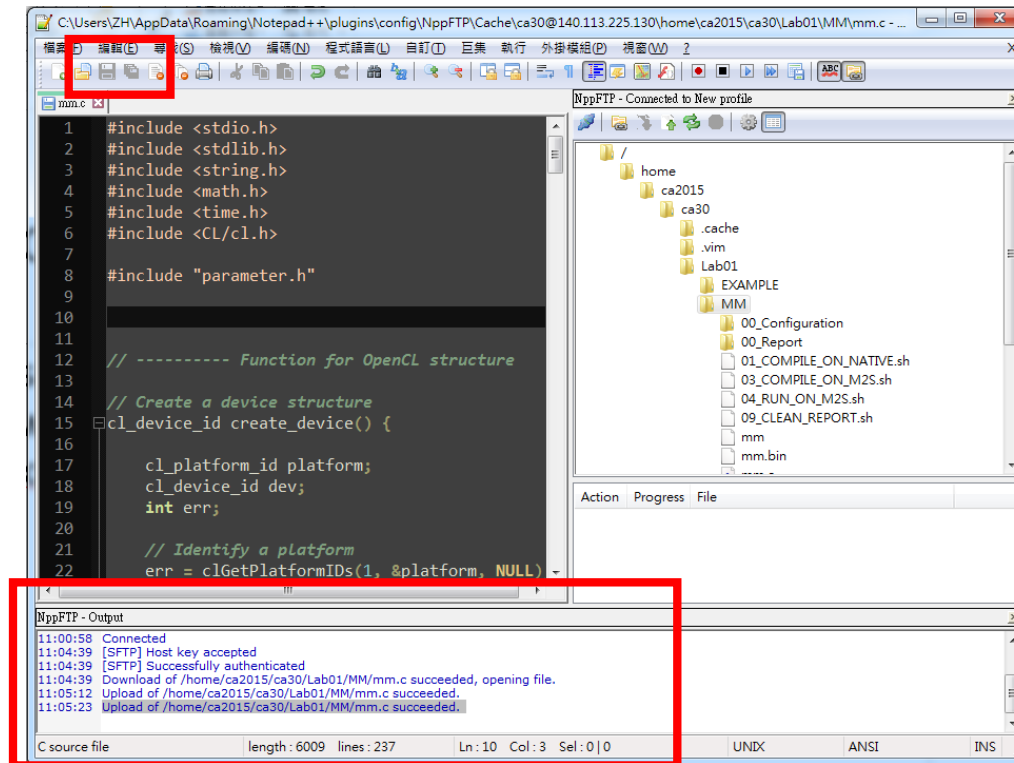 C:\Users\ZH\AppData\Roaming\Notepad++\plugins\config\NppFTP\Cache\ca30@140.113.225.130\home\ca2015\ca30\Lab01\MM\mm.c - ...
編輯(E) 檢視(V) 編碼(N) 程式語言(L) 自訂(T) 巨集 執行 外掛模組(P) 視窗(W) ?
ABC
mm.c
1 #include <stdio.h>
2 #include <stdlib.h>
3 #include <string.h>
4 #include <math.h>
5 #include <time.h>
6 #include <CL/cl.h>
7
8 #include "parameter.h"
9
10
11
12 // ---------- Function for OpenCL structure
13
14 // Create a device structure
15 cl_device_id create_device() {
16
17 cl_platform_id platform;
18 cl_device_id dev;
19 int err;
20
21 // Identify a platform
22 err = clGetPlatformIDs(1, &platform, NULL)
NppFTP - Connected to New profile
/
home
ca2015
ca30
.cache
.vim
Lab01
EXAMPLE
MM
00_Configuration
00_Report
01_COMPILE_ON_NATIVE.sh
03_COMPILE_ON_M2S.sh
04_RUN_ON_M2S.sh
09_CLEAN_REPORT.sh
mm
mm.bin
Action Progress File
NppFTP - Output
11:00:58 Connected
11:04:39 [SFTP] Host key accepted
11:04:39 [SFTP] Successfully authenticated
11:04:39 Download of /home/ca2015/ca30/Lab01/MM/mm.c succeeded, opening file.
11:05:12 Upload of /home/ca2015/ca30/Lab01/MM/mm.c succeeded.
11:05:23 Upload of /home/ca2015/ca30/Lab01/MM/mm.c succeeded.
C source file length : 6009 lines : 237 Ln : 10 Col : 3 Sel : 0 | 0 UNIX ANSI INS